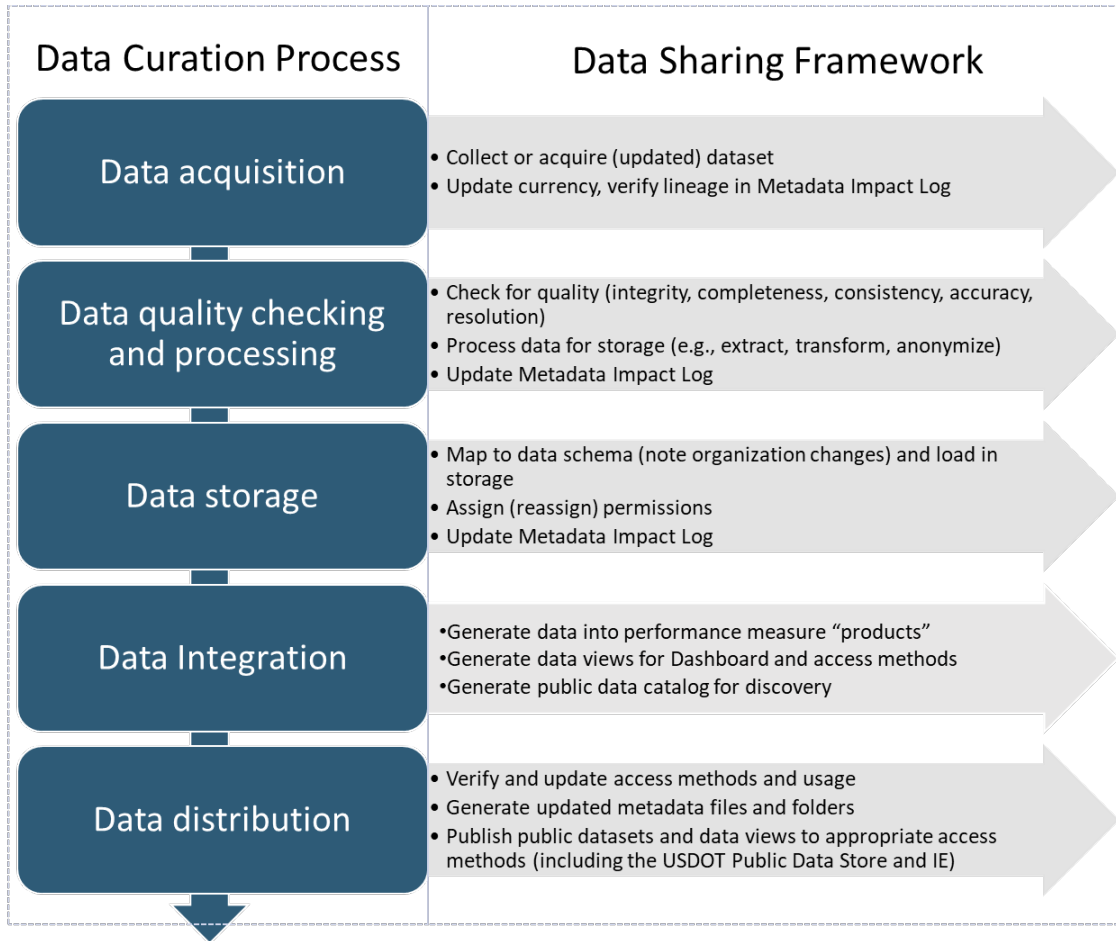 Data Curation Process
Data Sharing Framework
Data acquisition
• Collect or acquire (updated) dataset
• Update currency, verify lineage in Metadata Impact Log
Data quality checking
and processing
• Check for quality (integrity, completeness, consistency, accuracy,
resolution)
• Process data for storage (e.g., extract, transform, anonymize)
• Update Metadata Impact Log
Data storage
• Map to data schema (note organization changes) and load in
storage
• Assign (reassign) permissions
• Update Metadata Impact Log
Data Integration
•Generate data into performance measure “products”
•Generate data views for Dashboard and access methods
•Generate public data catalog for discovery
Data distribution
• Verify and update access methods and usage
• Generate updated metadata files and folders
• Publish public datasets and data views to appropriate access
methods (including the USDOT Public Data Store and IE)